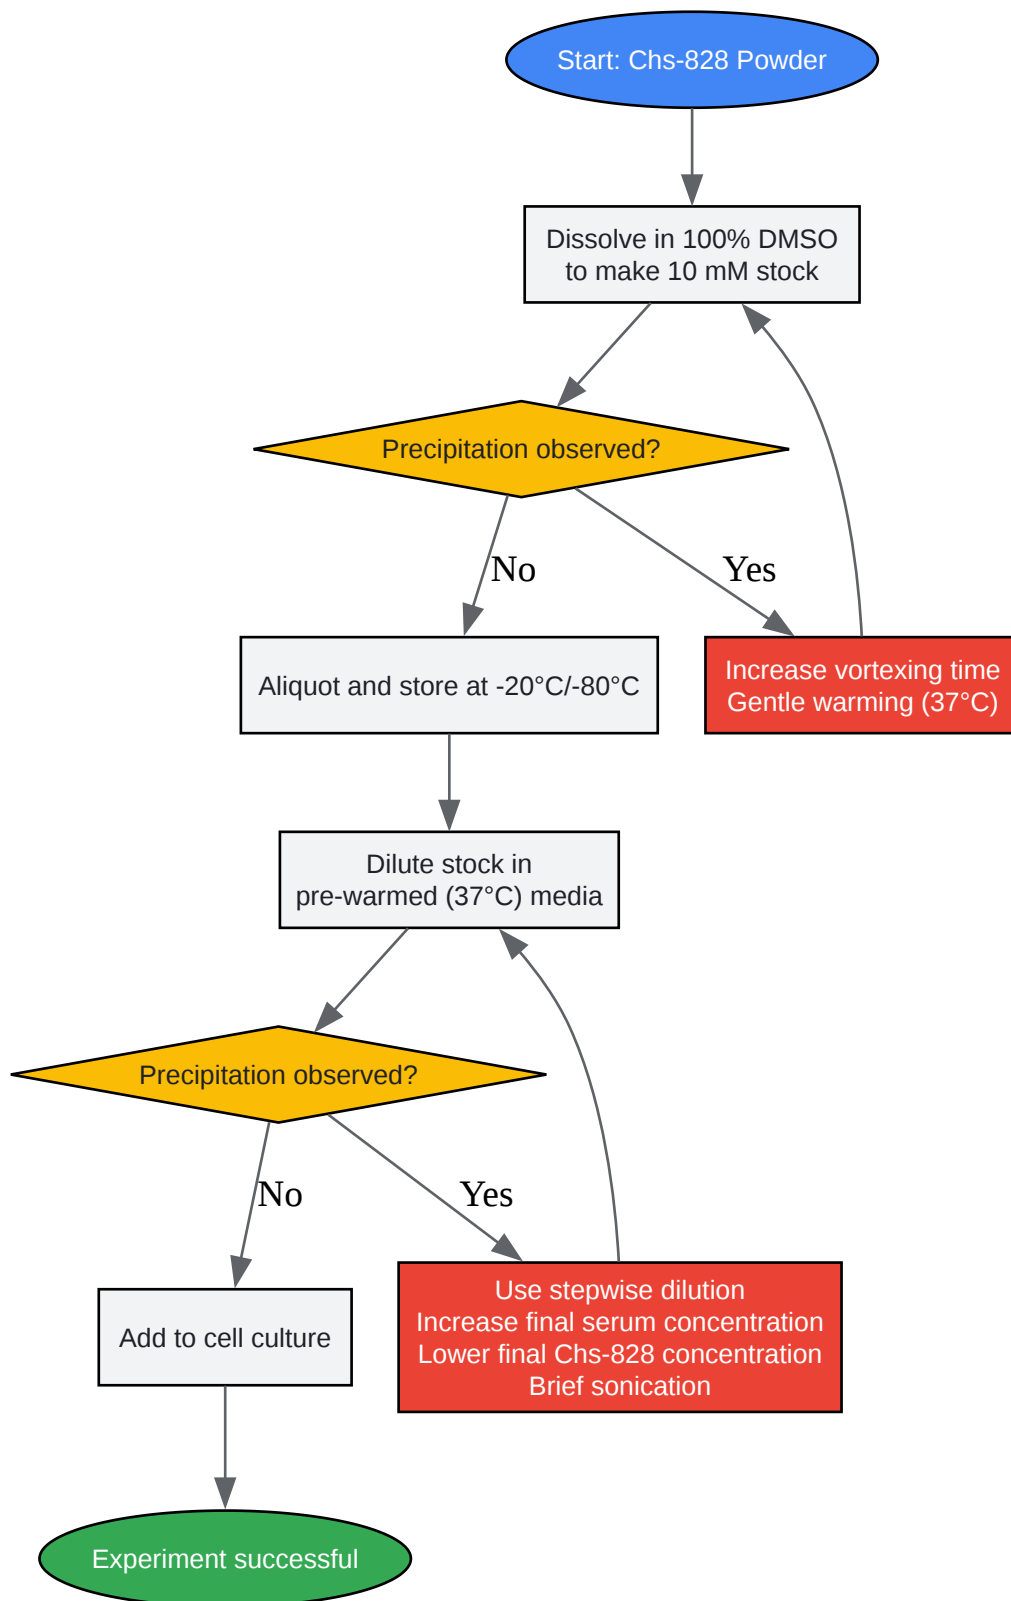 Start: Chs-828 Powder
Dissolve in 100% DMSO
to make 10 mM stock
Precipitation observed?
No
Yes
Aliquot and store at -20°C/-80°C
Increase vortexing time
Gentle warming (37°C)
Dilute stock in
pre-warmed (37°C) media
Precipitation observed?
No
Yes
Add to cell culture
Use stepwise dilution
Increase final serum concentration
Lower final Chs-828 concentration
Brief sonication
Experiment successful